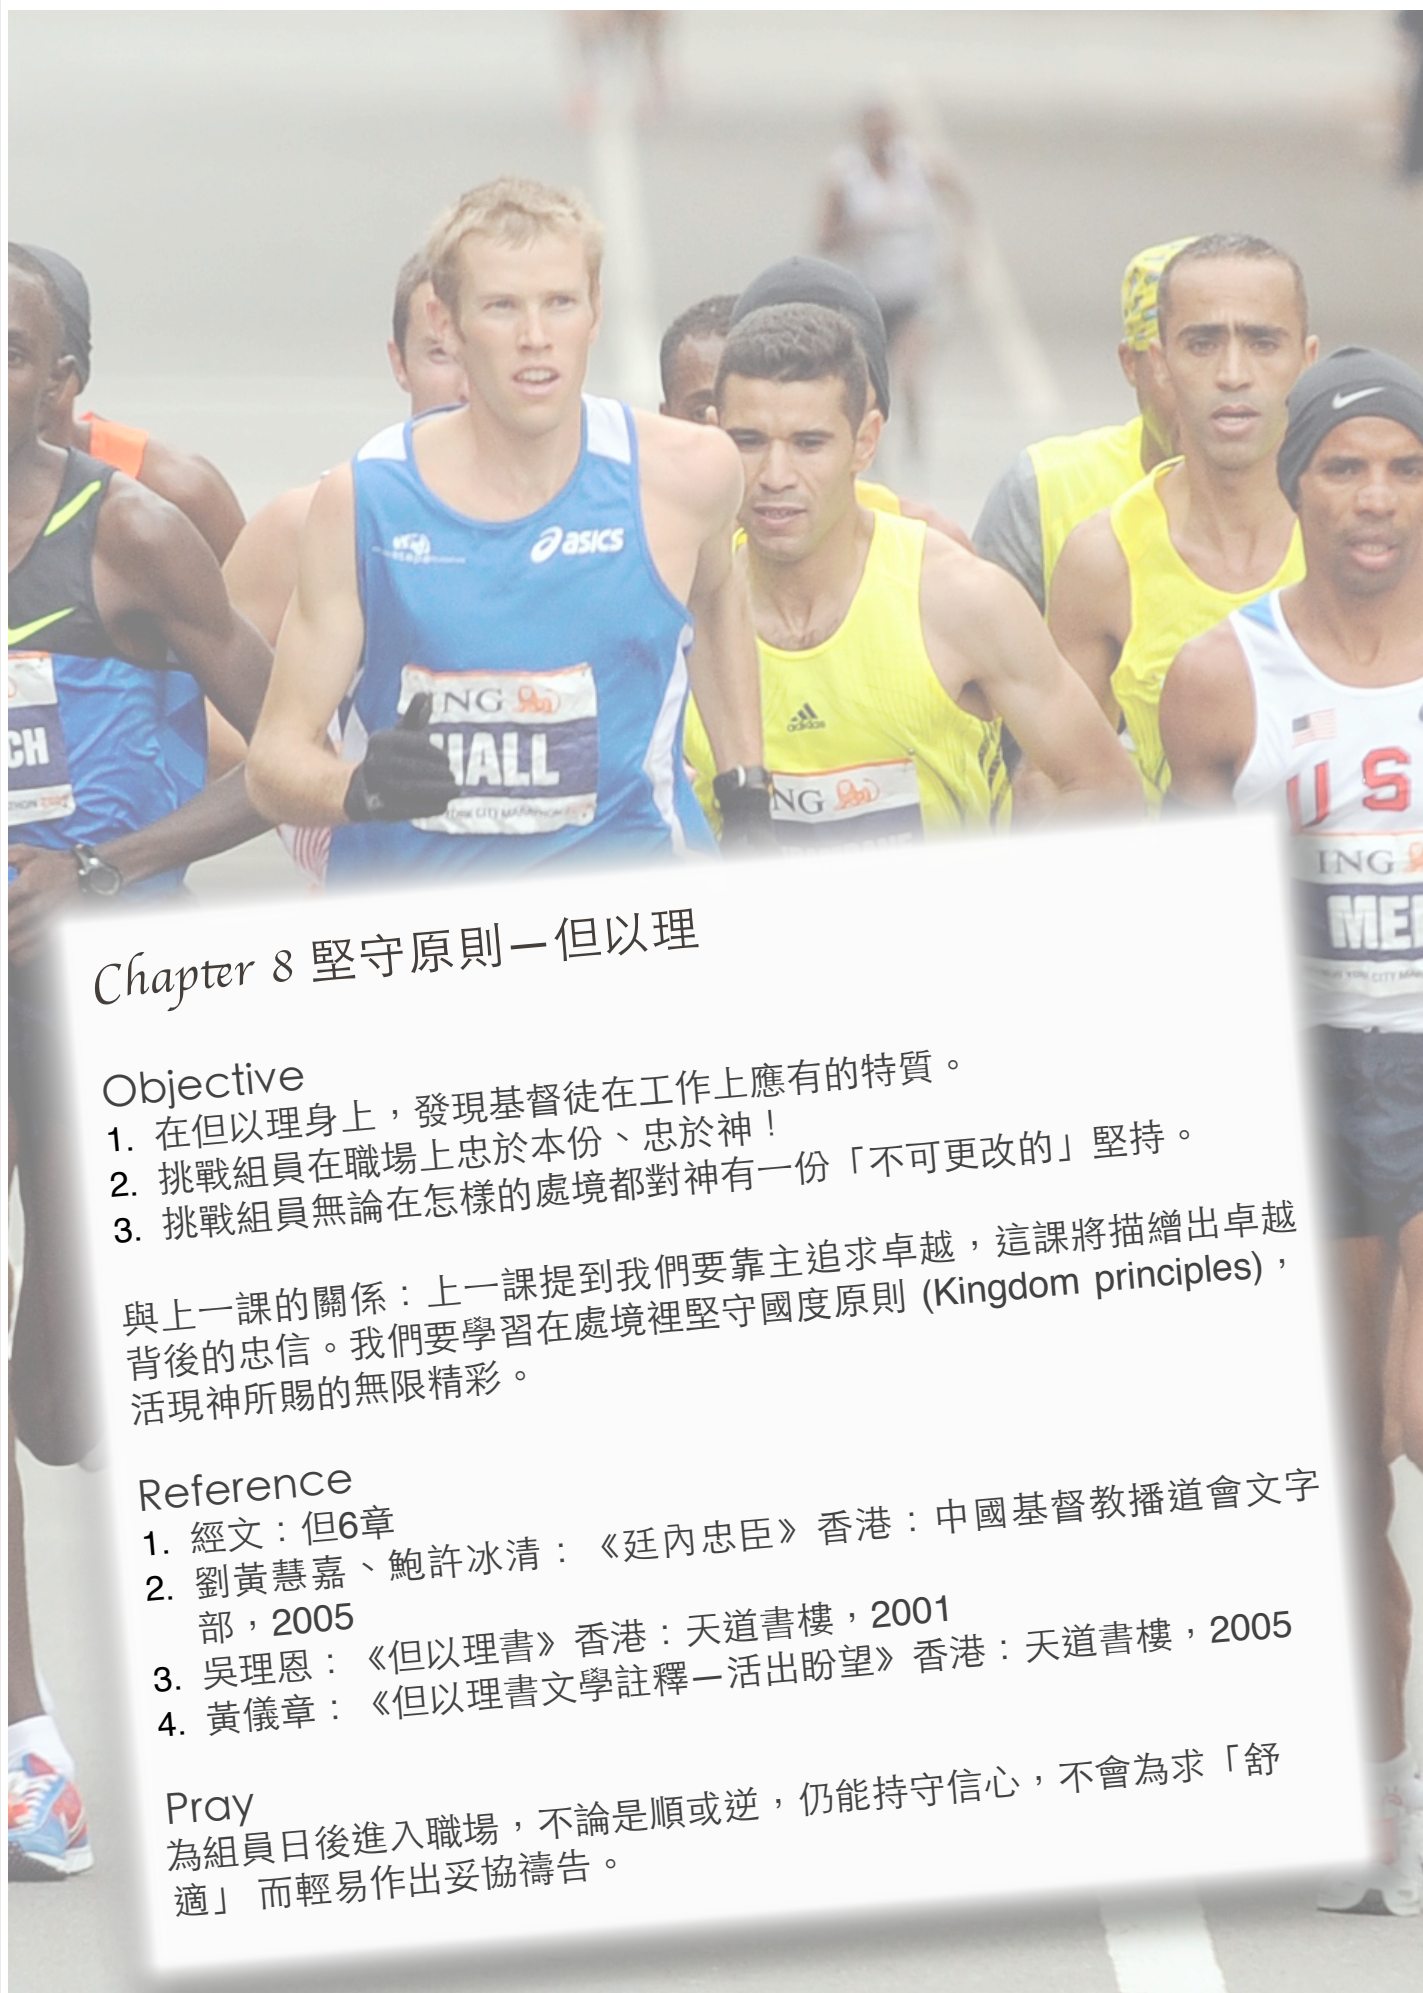 asics
ING
HALL
YORK CITY MARATHON
CH
adidas
NG
US
ING
ME
Chapter 8 堅守原則－但以理
Objective
1. 在但以理身上，發現基督徒在工作上應有的特質。
2. 挑戰組員在職場上忠於本份、忠於神！
3. 挑戰組員無論在怎樣的處境都對神有一份「不可更改的」堅持。
與上一課的關係：上一課提到我們要靠主追求卓越，這課將描繪出卓越
背後的忠信。我們要學習在處境裡堅守國度原則 (Kingdom principles)，
活現神所賜的無限精彩。
Reference
1. 經文：但6章
2. 劉黃慧嘉、鮑許冰清：《廷內忠臣》香港：中國基督教播道會文字
部，2005
3. 吳理恩：《但以理書》香港：天道書樓，2001
4. 黃儀章：《但以理書文學註釋－活出盼望》香港：天道書樓，2005
Pray
為組員日後進入職場，不論是順或逆，仍能持守信心，不會為求「舒
適」 而輕易作出妥協禱告。